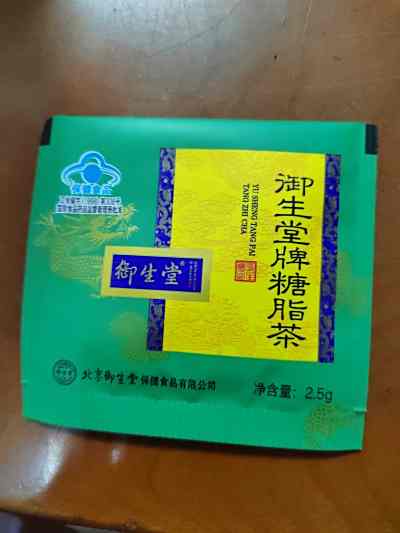 保健食品
御生堂牌糖脂茶
YU SHENG TANG PAI
TANG ZHI CHA
御生堂
北京御生堂保健食品有限公司
净含量：2.5g